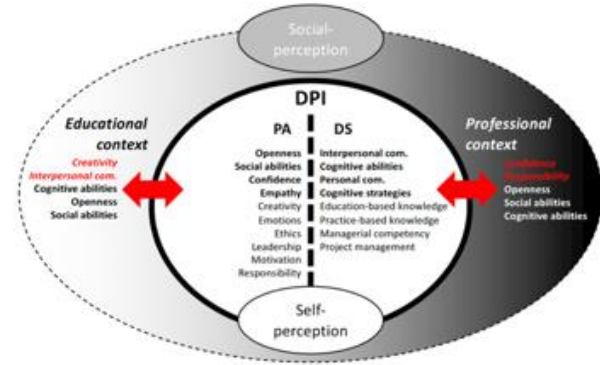 Social-
perception
DPI
Educational
context
Creativity
Interpersonal com.
Cognitive abilities
Openness
Social abilities
PA
Openness
Social abilities
Confidence
Empathy
Creativity
Emotions
Ethics
Leadership
Motivation
Responsibility
DS
Interpersonal com.
Cognitive abilities
Personal com.
Cognitive strategies
Education-based knowledge
Practice-based knowledge
Managerial competency
Project management
Professional
context
Confidence
Responsibility
Openness
Social abilities
Cognitive abilities
Self-
perception